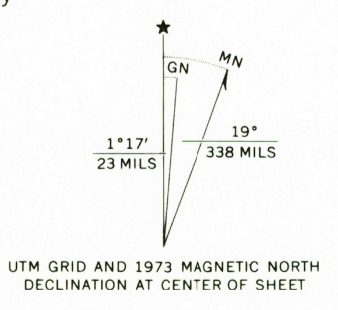 y
MN
GN
1°17'
23 MILS
19°
338 MILS
UTM GRID AND 1973 MAGNETIC NORTH
DECLINATION AT CENTER OF SHEET